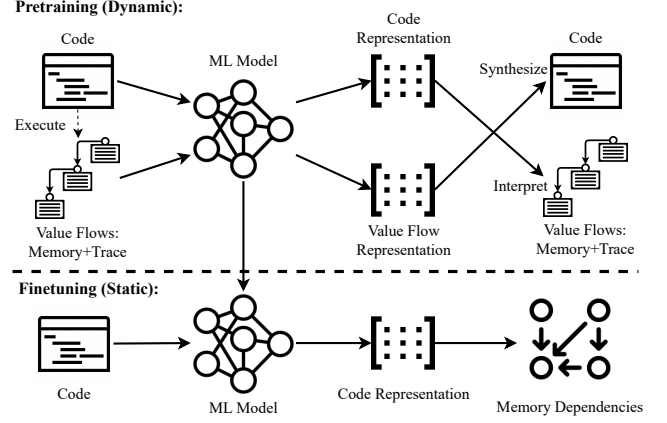 Pretraining (Dynamic):
Code
ML Model
Code
Representation
Code
Synthesize
Execute
Interpret
Value Flows:
Memory+Trace
Value Flow
Representation
Value Flows:
Memory+Trace
Finetuning (Static):
Code
ML Model
Code Representation
Memory Dependencies